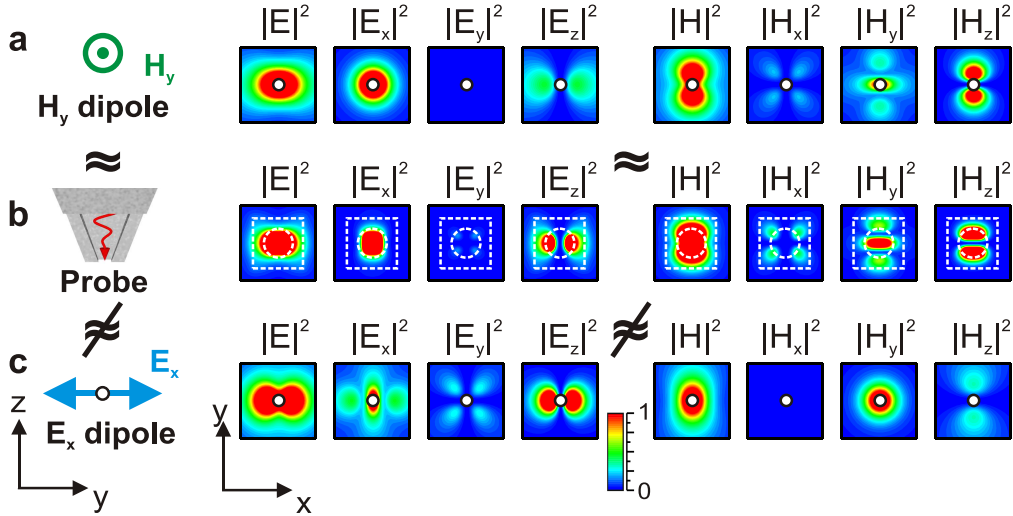 a
H_y
H_y dipole
|E|² |E_x|² |E_y|² |E_z|² |H|² |H_x|² |H_y|² |H_z|²
≈ ≈
b
Probe
|E|² |E_x|² |E_y|² |E_z|² |H|² |H_x|² |H_y|² |H_z|²
≉ ≉
c
E_x
E_x dipole
|E|² |E_x|² |E_y|² |E_z|² |H|² |H_x|² |H_y|² |H_z|²
z
y
y
x
1
0